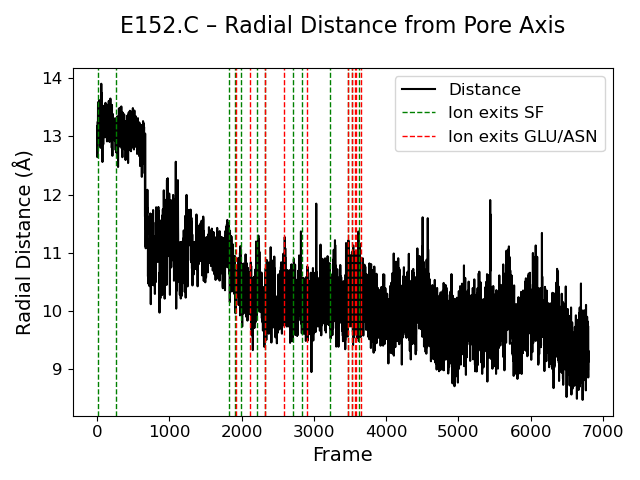 E152.C – Radial Distance from Pore Axis
Radial Distance (Å)
14
13
12
11
10
9
Distance
Ion exits SF
Ion exits GLU/ASN
0
1000
2000
3000
4000
5000
6000
7000
Frame